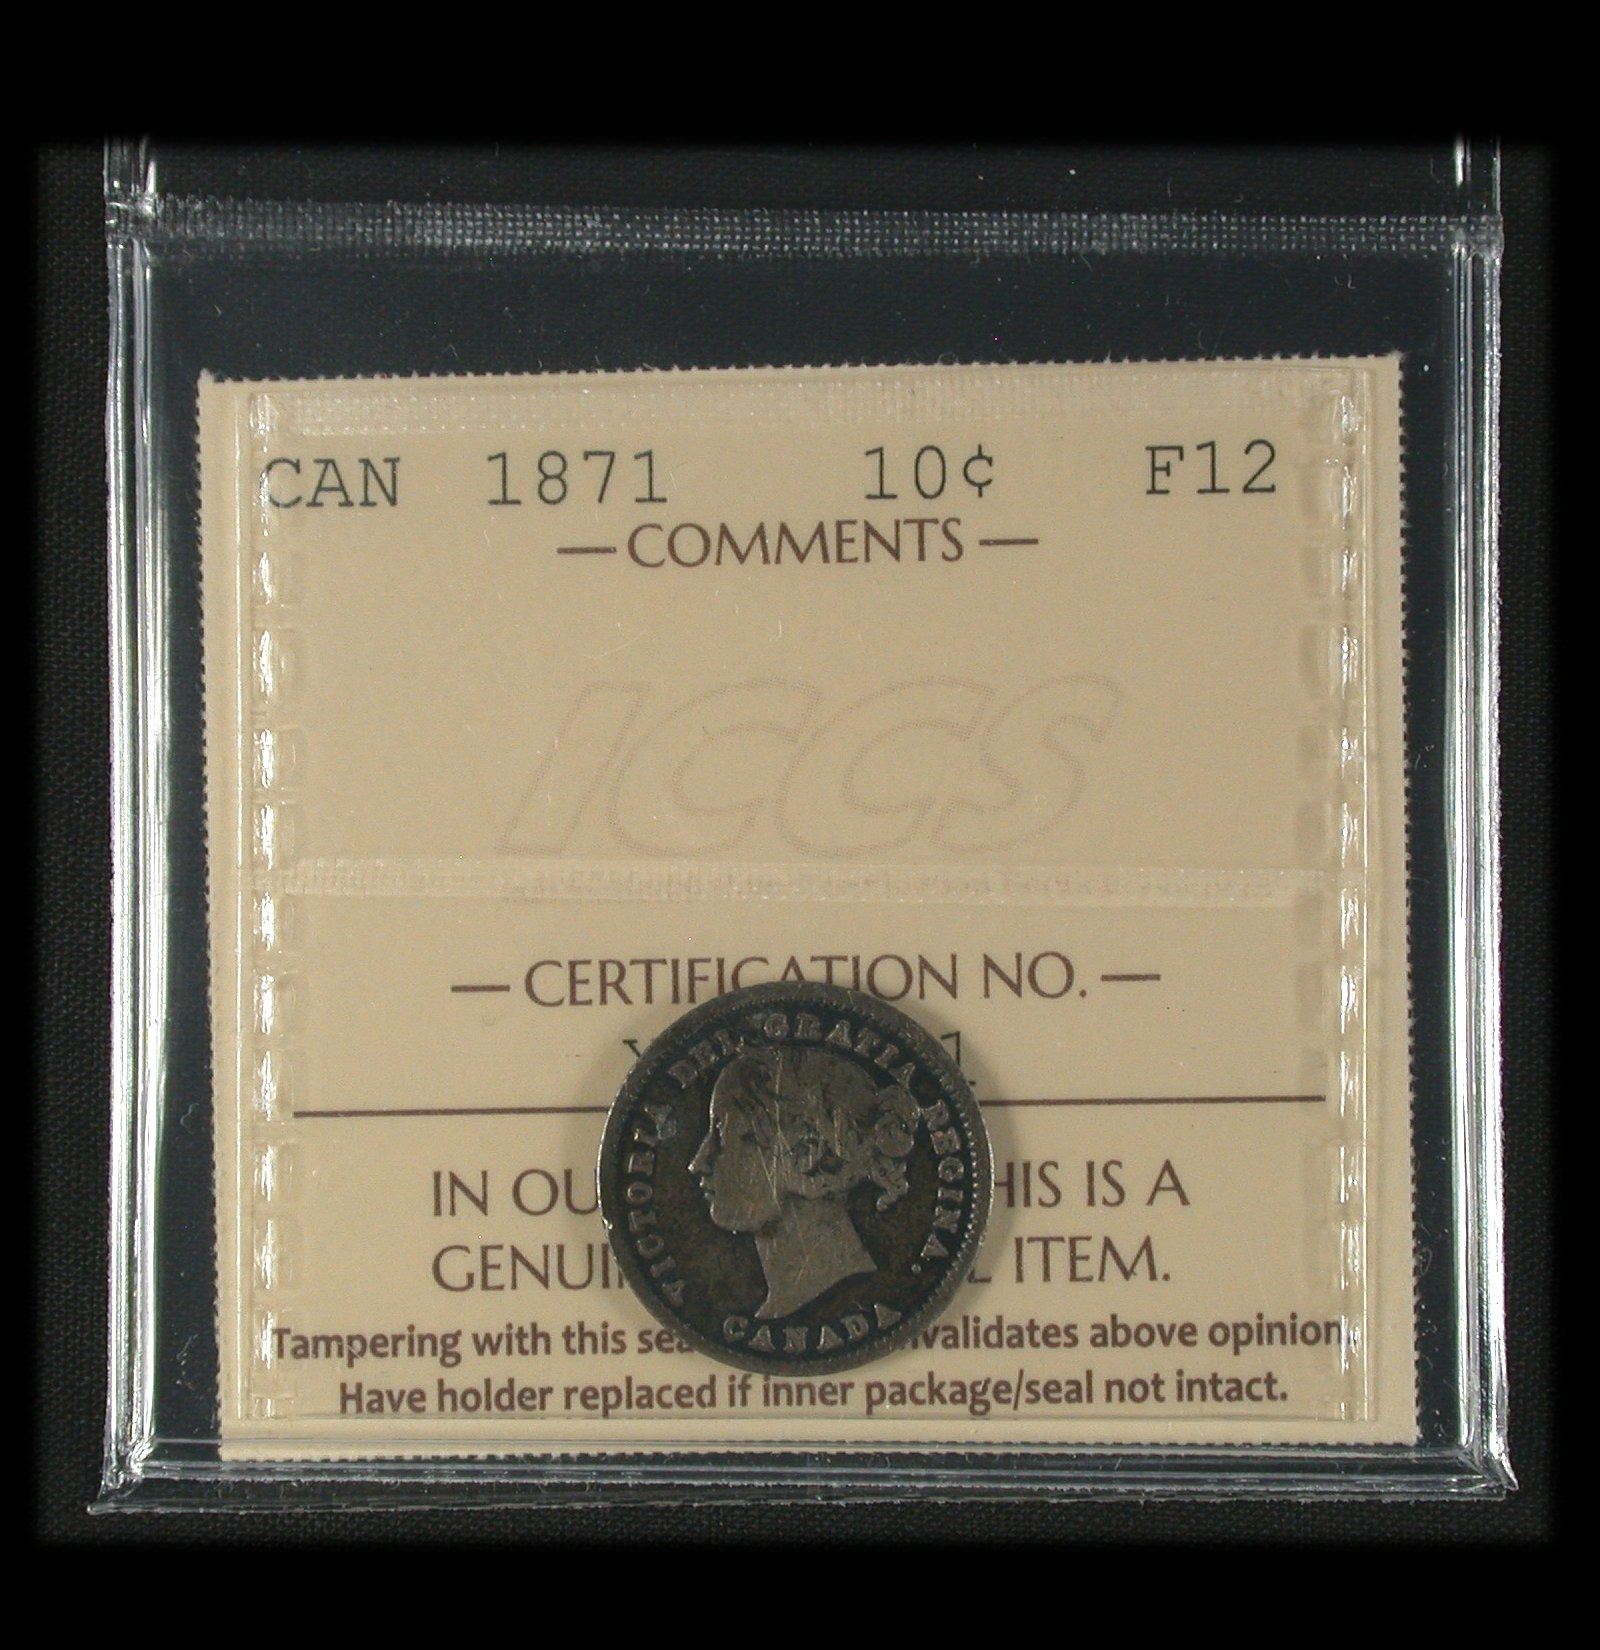 CAN 1871 10¢ F12
— COMMENTS —
ICCS
— CERTIFICATION NO. —
IN OU HIS IS A
GENUI ITEM.
Tampering with this sea nvalidates above opinion.
Have holder replaced if inner package/seal not intact.
VICTORIA DEI GRATIA REGINA.
CANADA